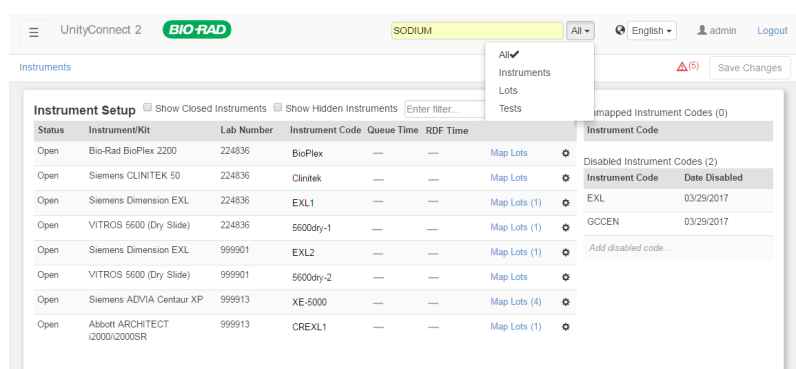 ☰ UnityConnect 2 BIO-RAD SODIUM All English admin Logout
All✔
Instruments
Lots
Tests
Instruments (5) Save Changes
Instrument Setup Show Closed Instruments Show Hidden Instruments Enter filter...
Status Instrument/Kit Lab Number Instrument Code Queue Time RDF Time
Open Bio-Rad BioPlex 2200 224836 BioPlex — — Map Lots
Open Siemens CLINITEK 50 224836 Clinitek — — Map Lots
Open Siemens Dimension EXL 224836 EXL1 — — Map Lots (1)
Open VITROS 5600 (Dry Slide) 224836 5600dry-1 — — Map Lots (1)
Open Siemens Dimension EXL 999901 EXL2 — — Map Lots (1)
Open VITROS 5600 (Dry Slide) 999901 5600dry-2 — — Map Lots
Open Siemens ADVIA Centaur XP 999913 XE-5000 — — Map Lots (4)
Open Abbott ARCHITECT 999913 CREXL1 — — Map Lots (1)
i2000/i2000SR
Instrument Codes (0)
Instrument Code
Disabled Instrument Codes (2)
Instrument Code Date Disabled
EXL 03/29/2017
GCCEN 03/29/2017
Add disabled code...